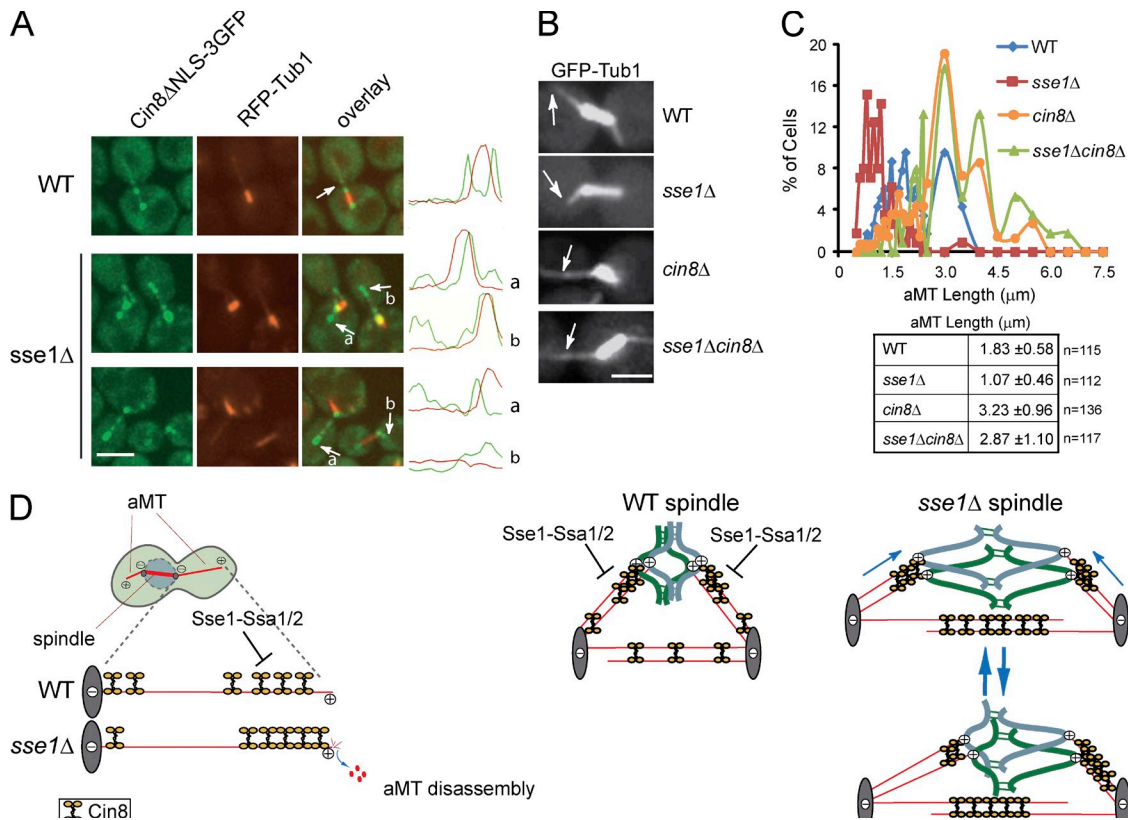 A
Cin8ΔNLS-3GFP
RFP-Tub1
overlay
WT
sse1Δ
a
b
a
b
a
b
a
b
B
GFP-Tub1
WT
sse1Δ
cin8Δ
sse1Δcin8Δ
C
% of Cells
20
16
12
8
4
0
0
1.5
3.0
4.5
6.0
7.5
aMT Length (μm)
WT
sse1Δ
cin8Δ
sse1Δcin8Δ
aMT Length (μm)
WT 1.83 ±0.58 n=115
sse1Δ 1.07 ±0.46 n=112
cin8Δ 3.23 ±0.96 n=136
sse1Δcin8Δ 2.87 ±1.10 n=117
D
aMT
spindle
Sse1-Ssa1/2
WT
sse1Δ
aMT disassembly
Cin8
WT spindle
Sse1-Ssa1/2
Sse1-Ssa1/2
sse1Δ spindle